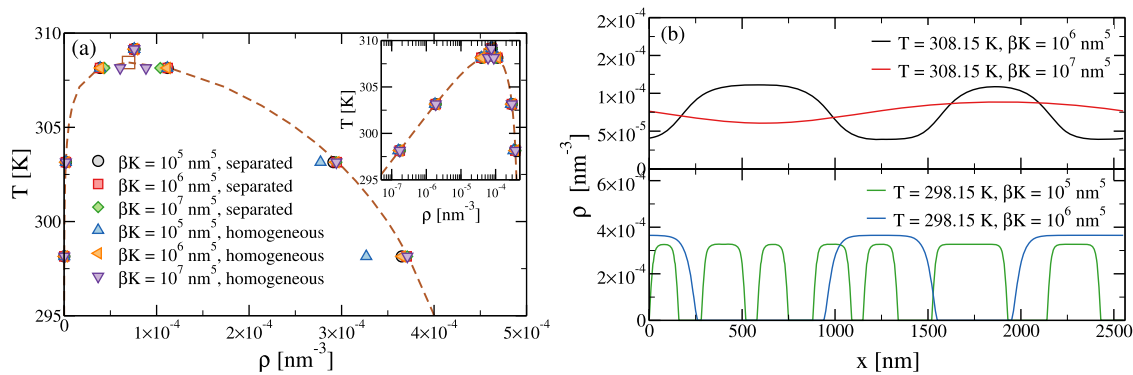 (a)
310
305
300
295
T [K]
0
1×10⁻⁴
2×10⁻⁴
3×10⁻⁴
4×10⁻⁴
5×10⁻⁴
ρ [nm⁻³]
βK = 10⁵ nm⁵, separated
βK = 10⁶ nm⁵, separated
βK = 10⁷ nm⁵, separated
βK = 10⁵ nm⁵, homogeneous
βK = 10⁶ nm⁵, homogeneous
βK = 10⁷ nm⁵, homogeneous
310
305
300
295
T [K]
10⁻⁷
10⁻⁶
10⁻⁵
10⁻⁴
ρ [nm⁻³]
(b)
2×10⁻⁴
2×10⁻⁴
1×10⁻⁴
5×10⁻⁵
0
T = 308.15 K, βK = 10⁶ nm⁵
T = 308.15 K, βK = 10⁷ nm⁵
6×10⁻⁴
4×10⁻⁴
2×10⁻⁴
0
T = 298.15 K, βK = 10⁵ nm⁵
T = 298.15 K, βK = 10⁶ nm⁵
ρ [nm⁻³]
0
500
1000
1500
2000
2500
x [nm]